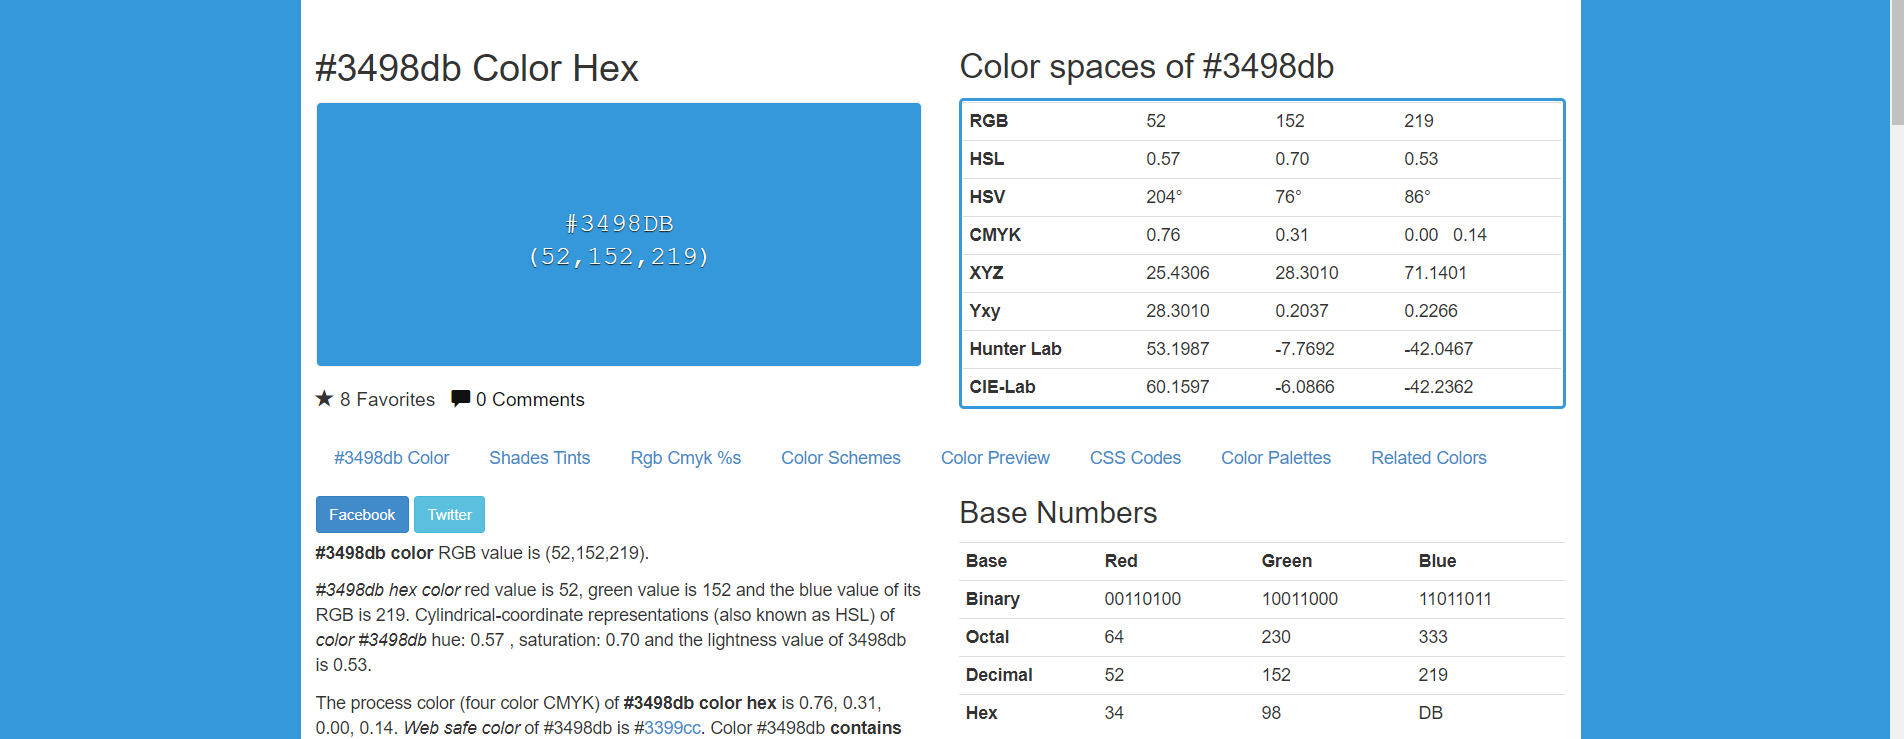 #3498db Color Hex
#3498DB
(52,152,219)
8 Favorites 0 Comments
Color spaces of #3498db
RGB 52 152 219
HSL 0.57 0.70 0.53
HSV 204° 76° 86°
CMYK 0.76 0.31 0.00 0.14
XYZ 25.4306 28.3010 71.1401
Yxy 28.3010 0.2037 0.2266
Hunter Lab 53.1987 -7.7692 -42.0467
CIE-Lab 60.1597 -6.0866 -42.2362
#3498db Color Shades Tints Rgb Cmyk %s Color Schemes Color Preview CSS Codes Color Palettes Related Colors
Facebook Twitter
#3498db color RGB value is (52,152,219).
#3498db hex color red value is 52, green value is 152 and the blue value of its
RGB is 219. Cylindrical-coordinate representations (also known as HSL) of
color #3498db hue: 0.57 , saturation: 0.70 and the lightness value of 3498db
is 0.53.
The process color (four color CMYK) of #3498db color hex is 0.76, 0.31,
0.00, 0.14. Web safe color of #3498db is #3399cc. Color #3498db contains
Base Numbers
Base Red Green Blue
Binary 00110100 10011000 11011011
Octal 64 230 333
Decimal 52 152 219
Hex 34 98 DB